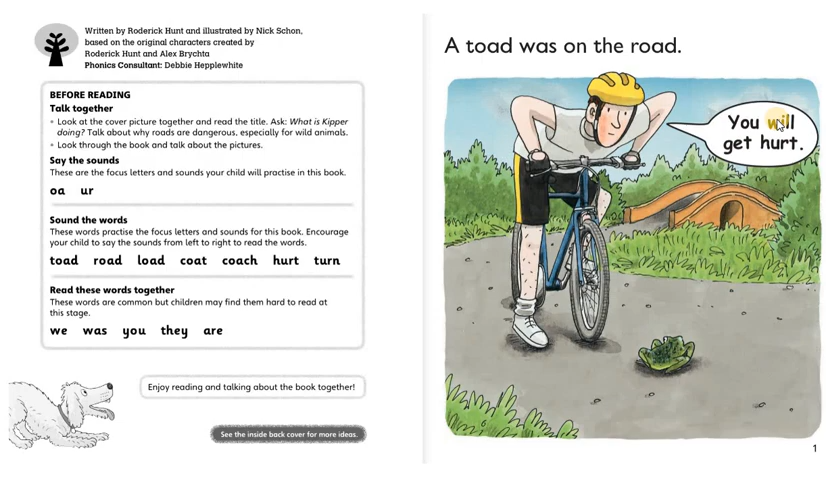 Written by Roderick Hunt and illustrated by Nick Schon,
based on the original characters created by
Roderick Hunt and Alex Brychta
Phonics Consultant: Debbie Hepplewhite
BEFORE READING
Talk together
• Look at the cover picture together and read the title. Ask: What is Kipper
doing? Talk about why roads are dangerous, especially for wild animals.
• Look through the book and talk about the pictures.
Say the sounds
These are the focus letters and sounds your child will practise in this book.
oa ur
Sound the words
These words practise the focus letters and sounds for this book. Encourage
your child to say the sounds from left to right to read the words.
toad road load coat coach hurt turn
Read these words together
These words are common but children may find them hard to read at
this stage.
we was you they are
Enjoy reading and talking about the book together!
See the inside back cover for more ideas.
A toad was on the road.
You will
get hurt.
1